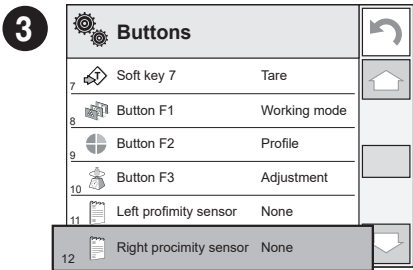 3
Buttons
7 Soft key 7 Tare
8 Button F1 Working mode
9 Button F2 Profile
10 Button F3 Adjustment
11 Left profimity sensor None
12 Right procimity sensor None